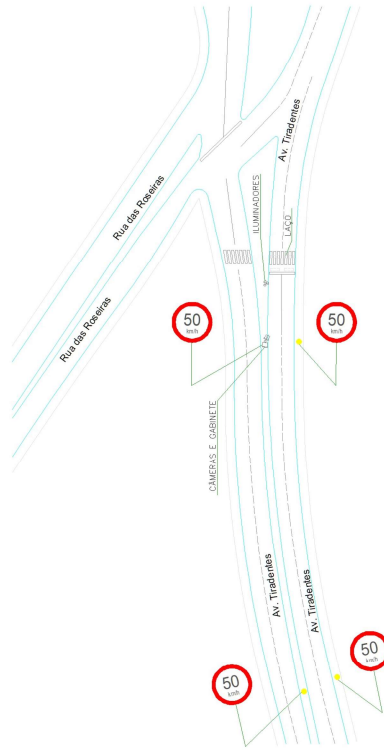 Av. Tiradentes
Rua das Roseiras
ILUMINADORES
LAÇO
Rua das Roseiras
50
km/h
50
km/h
CÂMERAS E GABINETE
Av. Tiradentes
Av. Tiradentes
50
km/h
50
km/h